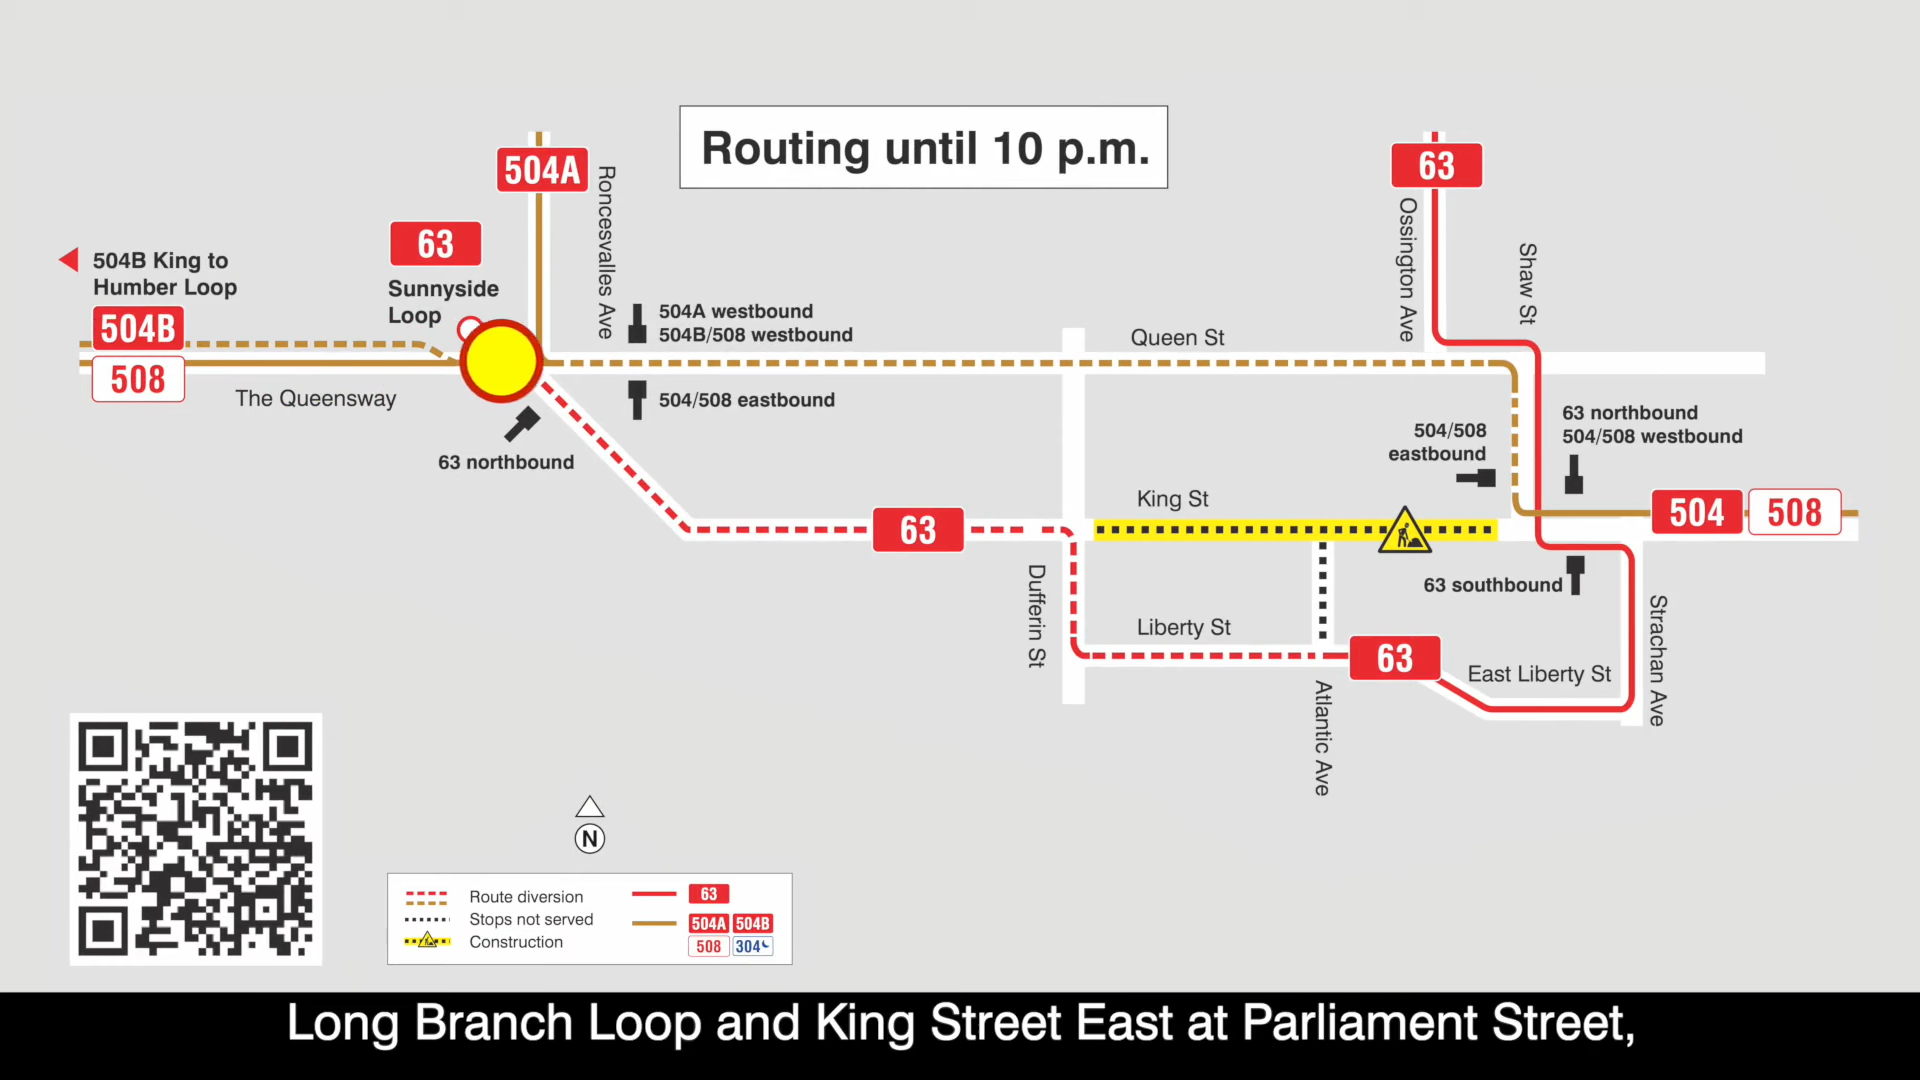 Routing until 10 p.m.
504A
63
63
Roncesvalles Ave
Ossington Ave
Shaw St
504B King to
Humber Loop
Sunnyside
Loop
504A westbound
504B/508 westbound
504B
508
The Queensway
Queen St
504/508 eastbound
63 northbound
504/508
eastbound
63 northbound
504/508 westbound
King St
504
508
63
63 southbound
Dufferin St
Liberty St
63
East Liberty St
Strachan Ave
Atlantic Ave
N
Route diversion
Stops not served
Construction
63
504A
504B
508
304
Long Branch Loop and King Street East at Parliament Street,